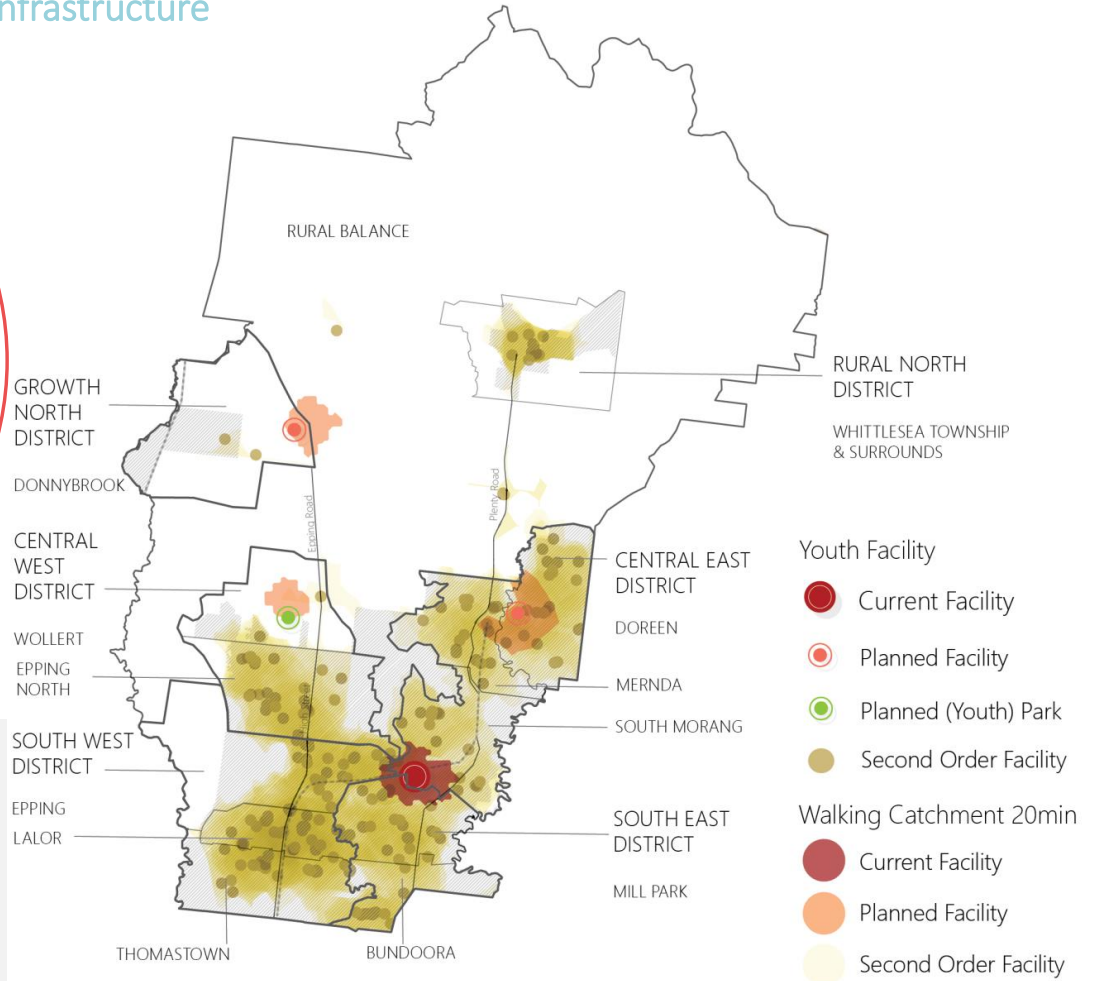 nfrastructure
RURAL BALANCE
GROWTH
NORTH
DISTRICT
DONNYBROOK
CENTRAL
WEST
DISTRICT
WOLLERT
EPPING
NORTH
SOUTH WEST
DISTRICT
EPPING
LALOR
THOMASTOWN
BUNDOORA
Epping Road
Plenty Road
RURAL NORTH
DISTRICT
WHITTLESEA TOWNSHIP
& SURROUNDS
CENTRAL EAST
DISTRICT
DOREEN
MERNDA
SOUTH MORANG
SOUTH EAST
DISTRICT
MILL PARK
Youth Facility
Current Facility
Planned Facility
Planned (Youth) Park
Second Order Facility
Walking Catchment 20min
Current Facility
Planned Facility
Second Order Facility